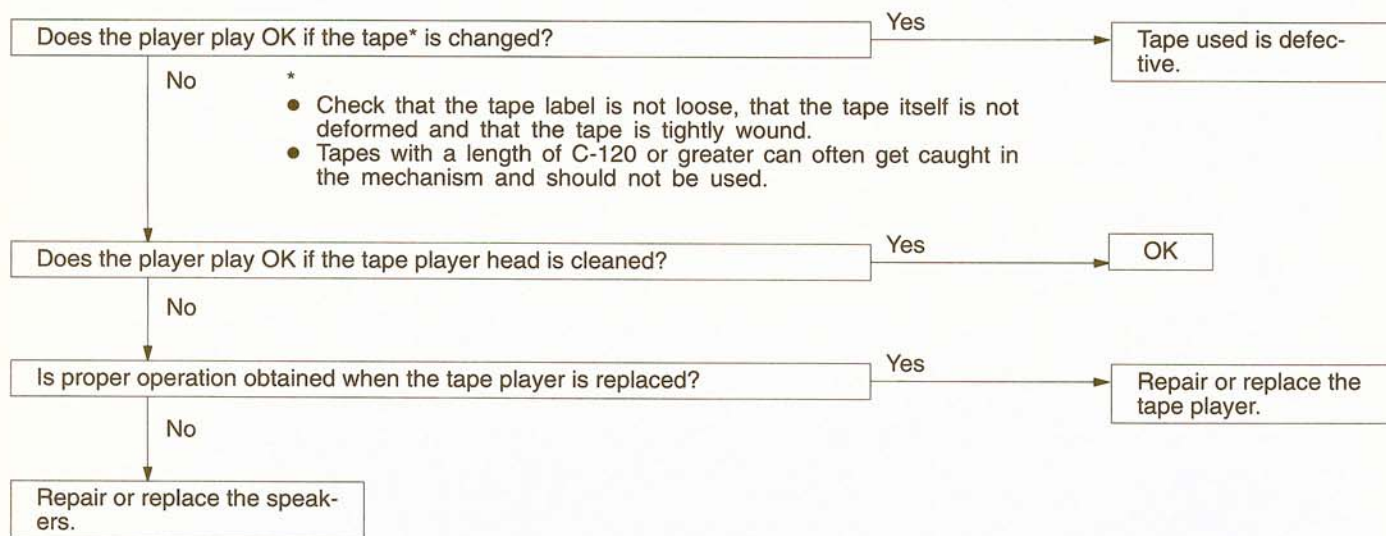 Does the player play OK if the tape* is changed?
Yes
Tape used is defec-
tive.
No
*
● Check that the tape label is not loose, that the tape itself is not
deformed and that the tape is tightly wound.
● Tapes with a length of C-120 or greater can often get caught in
the mechanism and should not be used.
Does the player play OK if the tape player head is cleaned?
Yes
OK
No
Is proper operation obtained when the tape player is replaced?
Yes
Repair or replace the
tape player.
No
Repair or replace the speak-
ers.